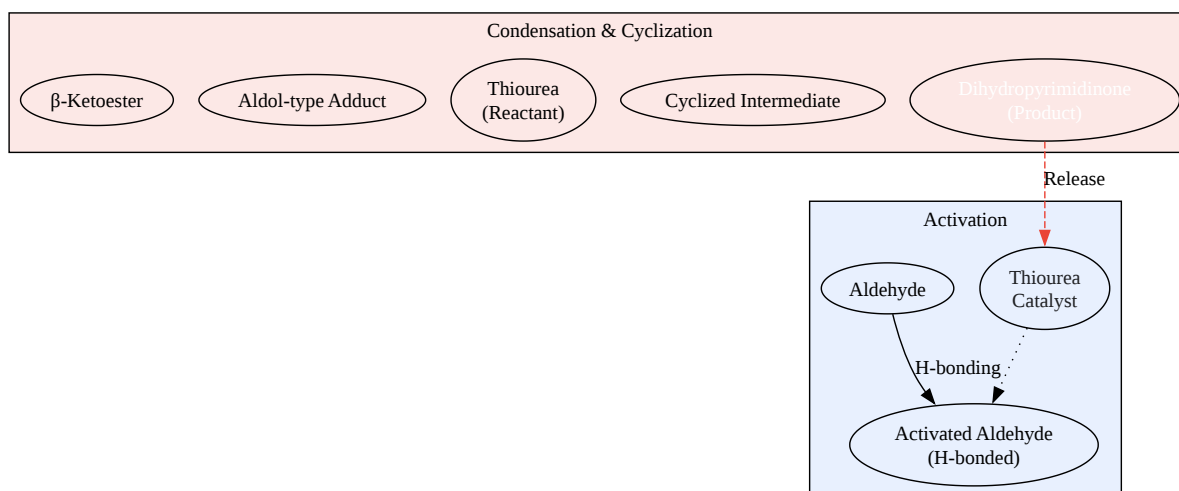 Condensation & Cyclization
β-Ketoester
Aldol-type Adduct
Thiourea
(Reactant)
Cyclized Intermediate
Dihydropyrimidinone
(Product)
Release
Activation
Aldehyde
Thiourea
Catalyst
H-bonding
Activated Aldehyde
(H-bonded)